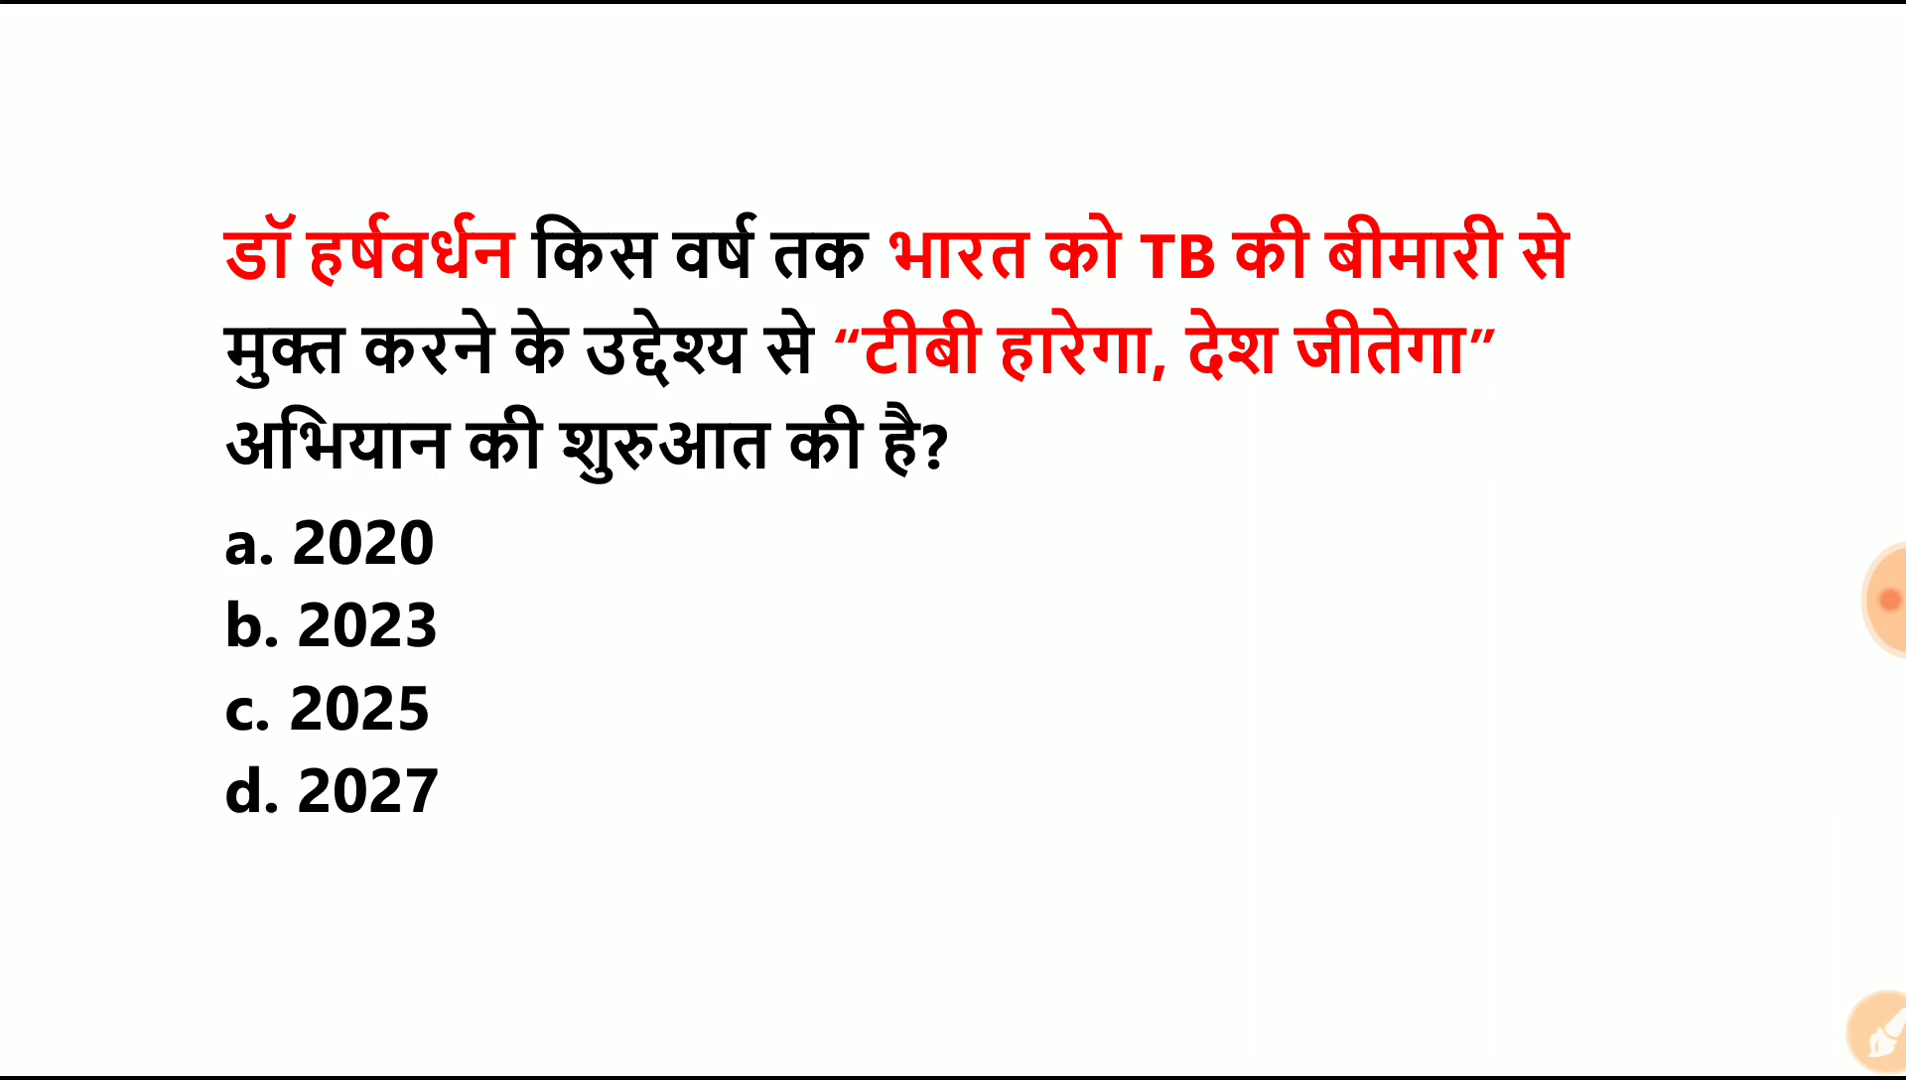 डॉ हर्षवर्धन किस वर्ष तक भारत को TB की बीमारी से
मुक्त करने के उद्देश्य से “टीबी हारेगा, देश जीतेगा”
अभियान की शुरुआत की है?
a. 2020
b. 2023
c. 2025
d. 2027